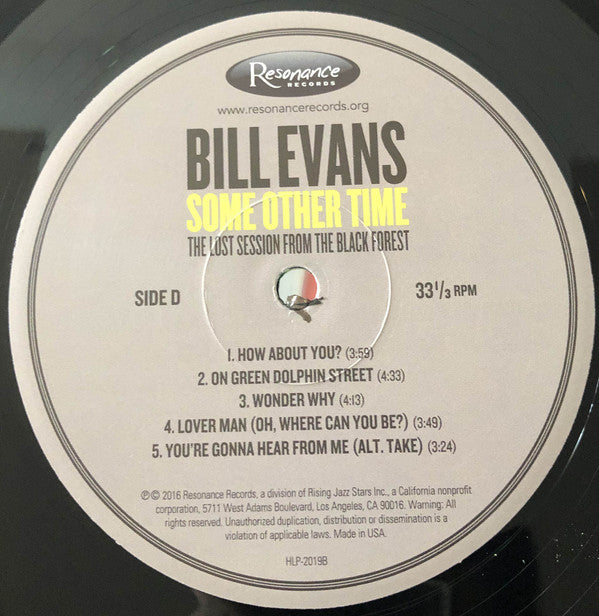 Resonance
RECORDS
www.resonancerecords.org
BILL EVANS
SOME OTHER TIME
THE LOST SESSION FROM THE BLACK FOREST
SIDE D
33 1/3 RPM
1. HOW ABOUT YOU? (3:59)
2. ON GREEN DOLPHIN STREET (4:33)
3. WONDER WHY (4:13)
4. LOVER MAN (OH, WHERE CAN YOU BE?) (3:49)
5. YOU'RE GONNA HEAR FROM ME (ALT. TAKE) (3:24)
℗© 2016 Resonance Records, a division of Rising Jazz Stars Inc., a California nonprofit
corporation, 5711 West Adams Boulevard, Los Angeles, CA 90016. Warning: All
rights reserved. Unauthorized duplication, distribution or dissemination is a
violation of applicable laws. Made in USA.
HLP-2019B